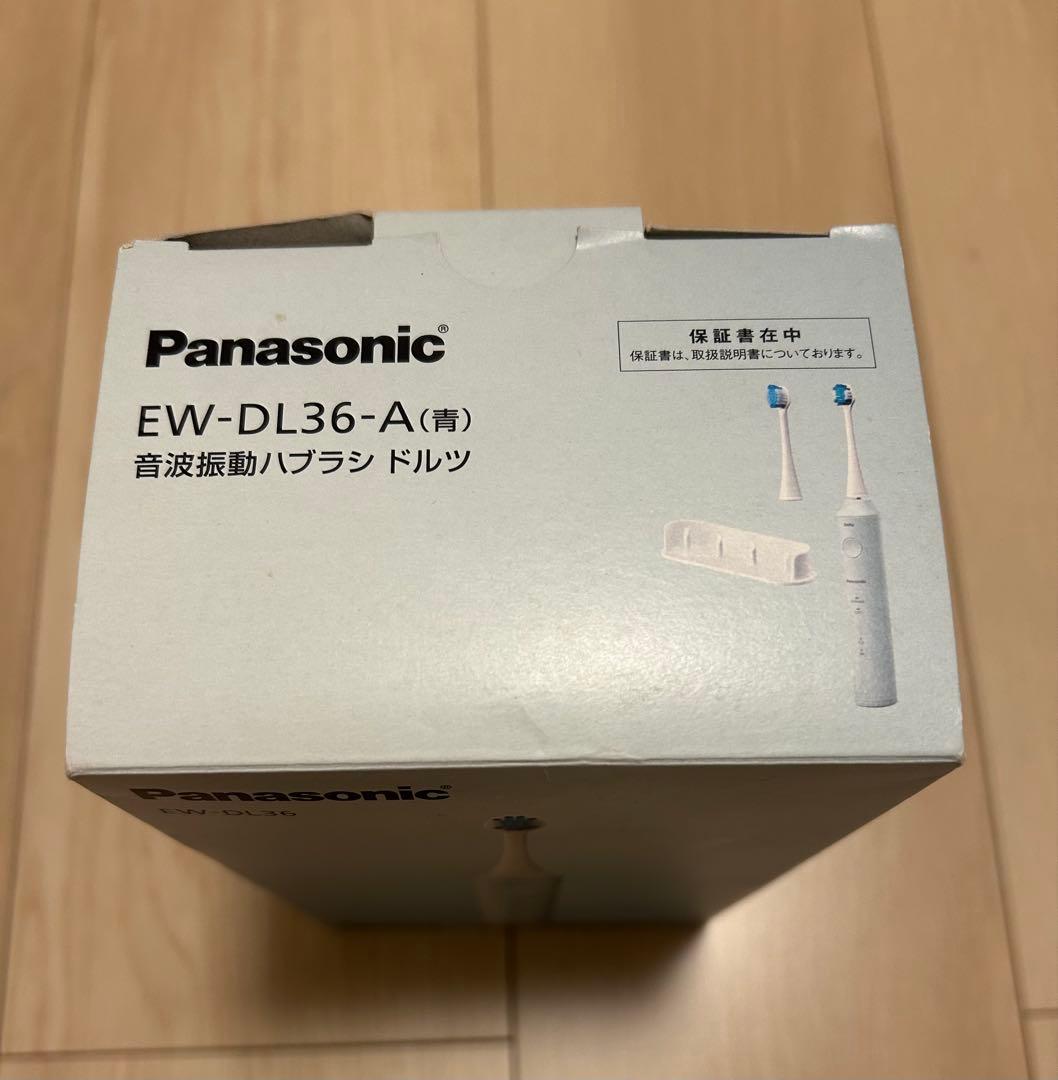 Panasonic®
EW-DL36-A(青)
音波振動ハブラシ ドルツ
保証書在中
保証書は、取扱説明書についております。
Panasonic®
EW-DL36